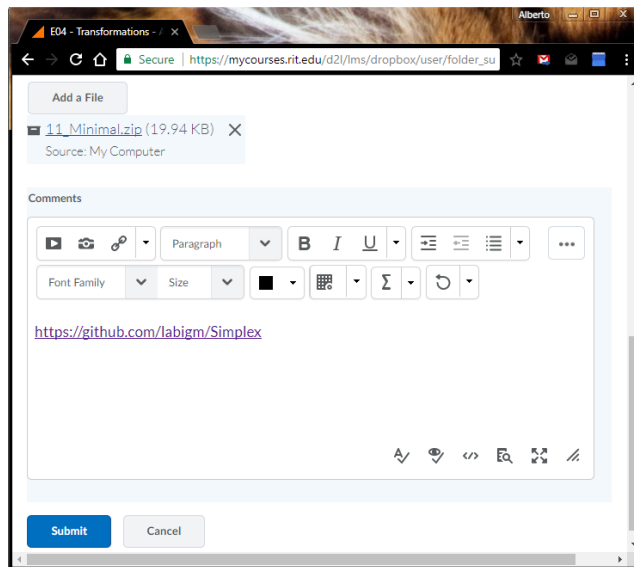 Alberto
E04 - Transformations - /
Secure | https://mycourses.rit.edu/d2l/lms/dropbox/user/folder_su
Add a File
11_Minimal.zip (19.94 KB)
Source: My Computer
Comments
Paragraph B I U
Font Family Size Σ
https://github.com/labigm/Simplex
Submit Cancel